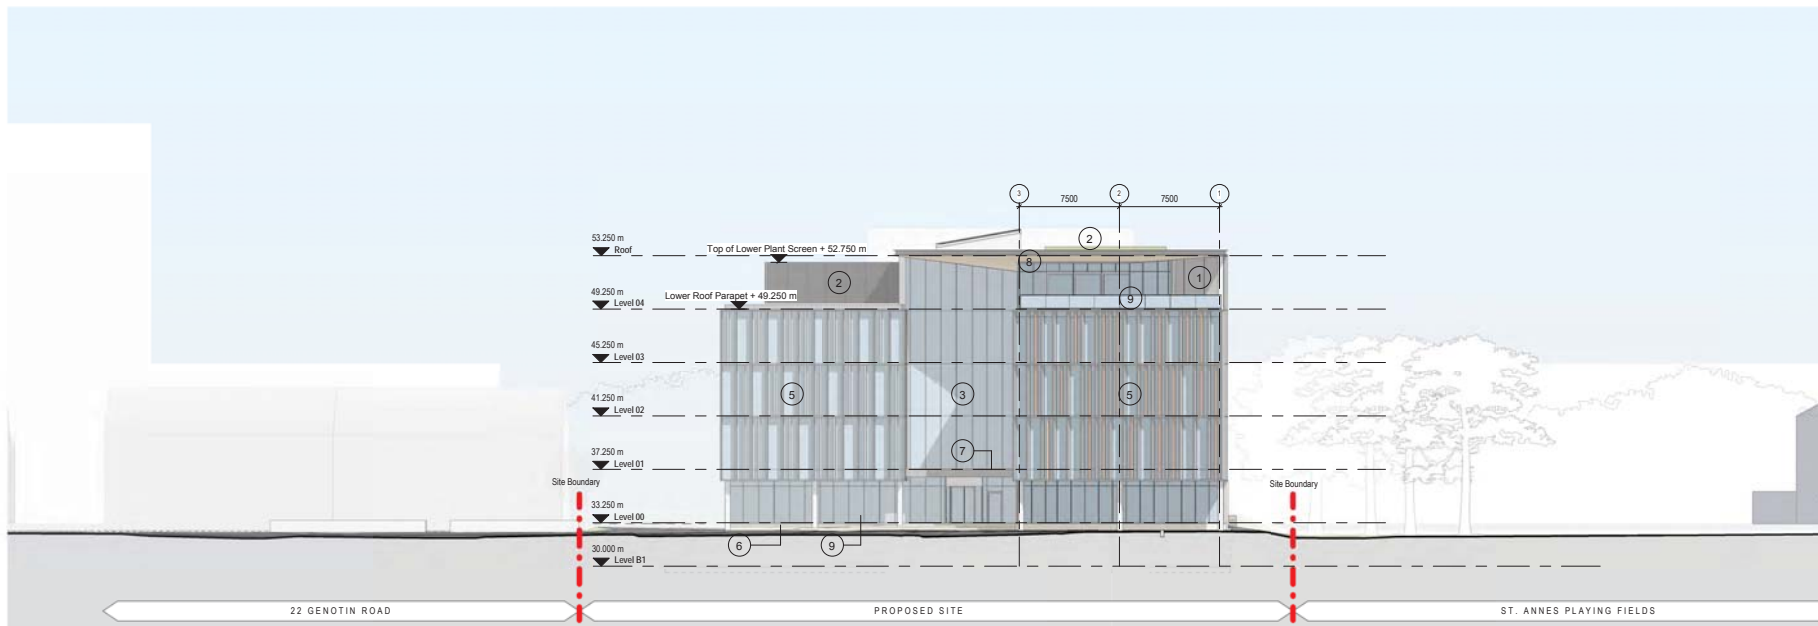 3
2
1
7500
7500
2
53.250 m
Roof
Top of Lower Plant Screen + 52.750 m
8
2
1
49.250 m
Level 04
Lower Roof Parapet + 49.250 m
9
45.250 m
Level 03
5
3
5
41.250 m
Level 02
7
37.250 m
Level 01
Site Boundary
Site Boundary
33.250 m
Level 00
6
9
30.000 m
Level B1
22 GENOTIN ROAD
PROPOSED SITE
ST. ANNES PLAYING FIELDS